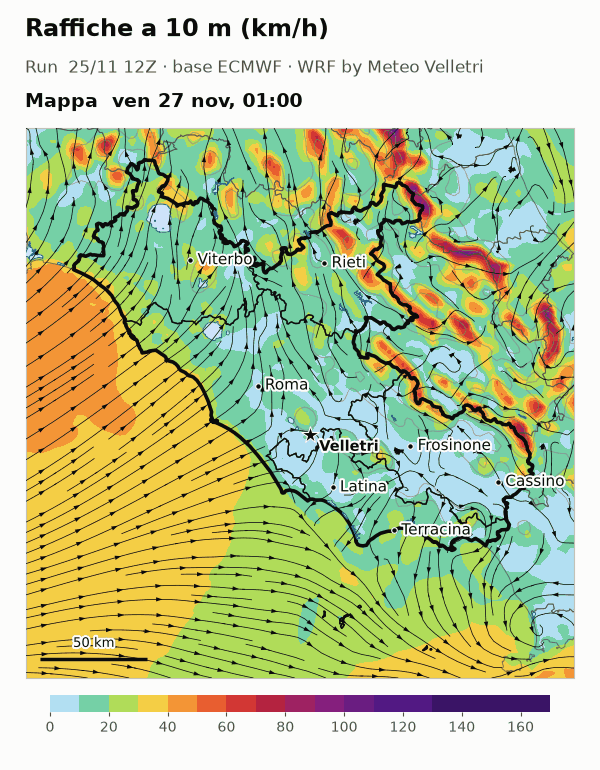 Raffiche a 10 m (km/h)
Run 25/11 12Z · base ECMWF · WRF by Meteo Velletri
Mappa ven 27 nov, 01:00
Viterbo
Rieti
Roma
Velletri
Frosinone
Latina
Cassino
Terracina
50 km
0 20 40 60 80 100 120 140 160